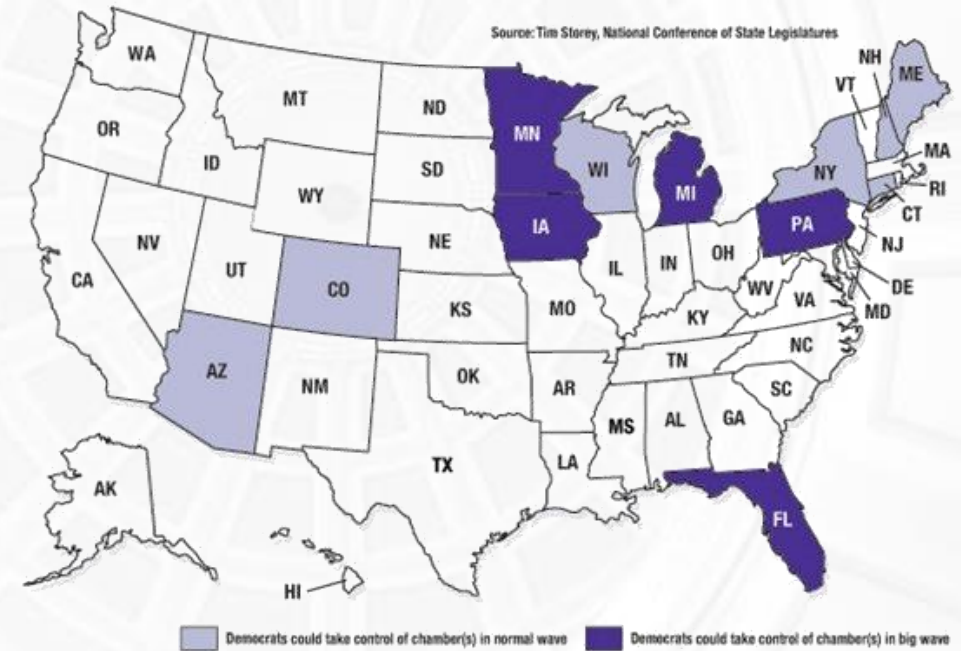 Source: Tim Storey, National Conference of State Legislatures
WA
NH
ME
VT
MT
ND
OR
MN
ID
SD
WI
NY
MA
WY
MI
RI
CT
IA
PA
NE
NV
NJ
UT
IL
IN
OH
CA
CO
WV
DE
VA
MD
KS
MO
KY
NC
AZ
OK
TN
NM
AR
SC
MS
AL
GA
TX
LA
AK
FL
HI
Democrats could take control of chamber(s) in normal wave
Democrats could take control of chamber(s) in big wave